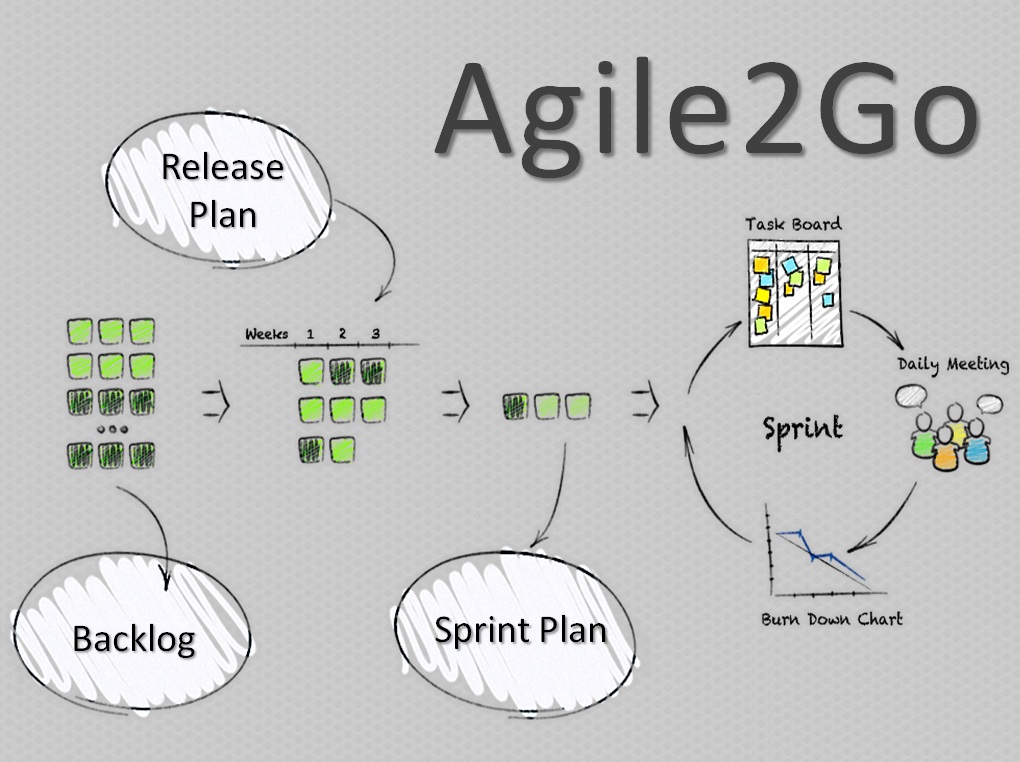 Agile2Go
Release
Plan
Task Board
Weeks 1 2 3
Daily Meeting
Sprint
Backlog
Sprint Plan
Burn Down Chart